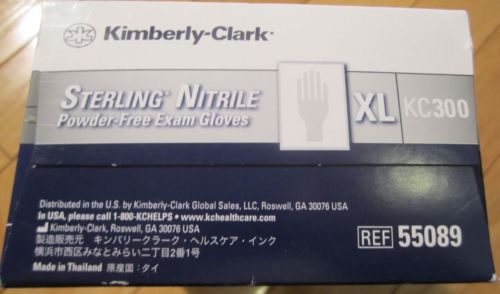 Kimberly-Clark*
STERLING* NITRILE
Powder-Free Exam Gloves
XL
KC300
Distributed in the U.S. by Kimberly-Clark Global Sales, LLC, Roswell, GA 30076 USA
In USA, please call 1-800-KCHELPS • www.kchealthcare.com
Kimberly-Clark, Roswell, GA 30076 USA
製造販売元 キンバリークラーク・ヘルスケア・インク
横浜市西区みなとみらい二丁目2番1号
Made in Thailand 原産国：タイ
REF 55089